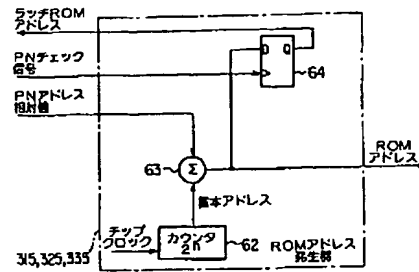 ラッチROM
アドレス
PNチェック
信号
D Q
64
PNアドレス
相対値
ROM
アドレス
63
Σ
基本アドレス
チップ
クロック
カウンタ
2n
62
ROMアドレス
発生器
315,325,335